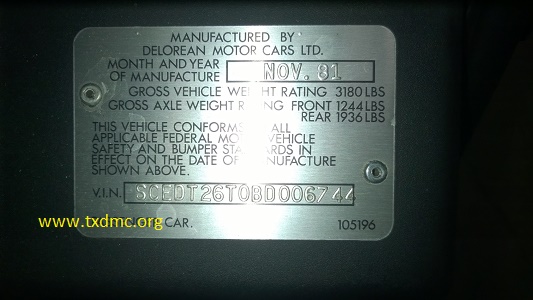 MANUFACTURED BY
DELOREAN MOTOR CARS LTD.
MONTH AND YEAR
OF MANUFACTURE NOV. 81
GROSS VEHICLE WEIGHT RATING 3180 LBS
GROSS AXLE WEIGHT RATING FRONT 1244 LBS
REAR 1936 LBS
THIS VEHICLE CONFORMS ALL
APPLICABLE FEDERAL VEHICLE
SAFETY AND BUMPER STANDARDS IN
EFFECT ON THE DATE OF MANUFACTURE
SHOWN ABOVE.
V.I.N. SCEDT26T0BD006744
www.txdmc.org
CAR. 105196